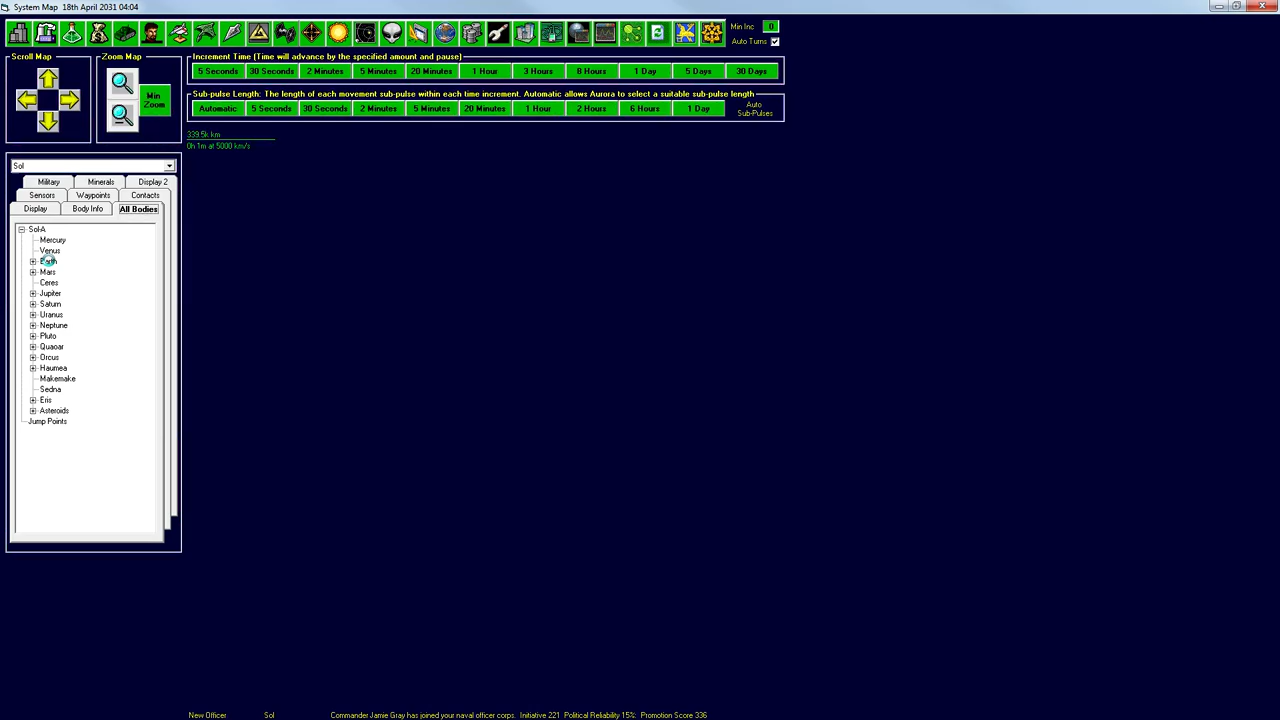 System Map 18th April 2031 04:04
Min Inc 0
Auto Turns
Scroll Map
Zoom Map
Min Zoom
Increment Time (Time will advance by the specified amount and pause)
5 Seconds 30 Seconds 2 Minutes 5 Minutes 20 Minutes 1 Hour 3 Hours 8 Hours 1 Day 5 Days 30 Days
Sub-pulse Length: The length of each movement sub-pulse within each time increment. Automatic allows Aurora to select a suitable sub-pulse length
Automatic 5 Seconds 30 Seconds 2 Minutes 5 Minutes 20 Minutes 1 Hour 2 Hours 6 Hours 1 Day Auto Sub-Pulses
339.5k km
0h 1m at 5000 km/s
Sol
Military Minerals Display 2
Sensors Waypoints Contacts
Display Body Info All Bodies
Sol-A
Mercury
Venus
Earth
Mars
Ceres
Jupiter
Saturn
Uranus
Neptune
Pluto
Quaoar
Orcus
Haumea
Makemake
Sedna
Eris
Asteroids
Jump Points
New Officer Sol Commander Jamie Gray has joined your naval officer corps. Initiative 221 Political Reliability 15% Promotion Score 336